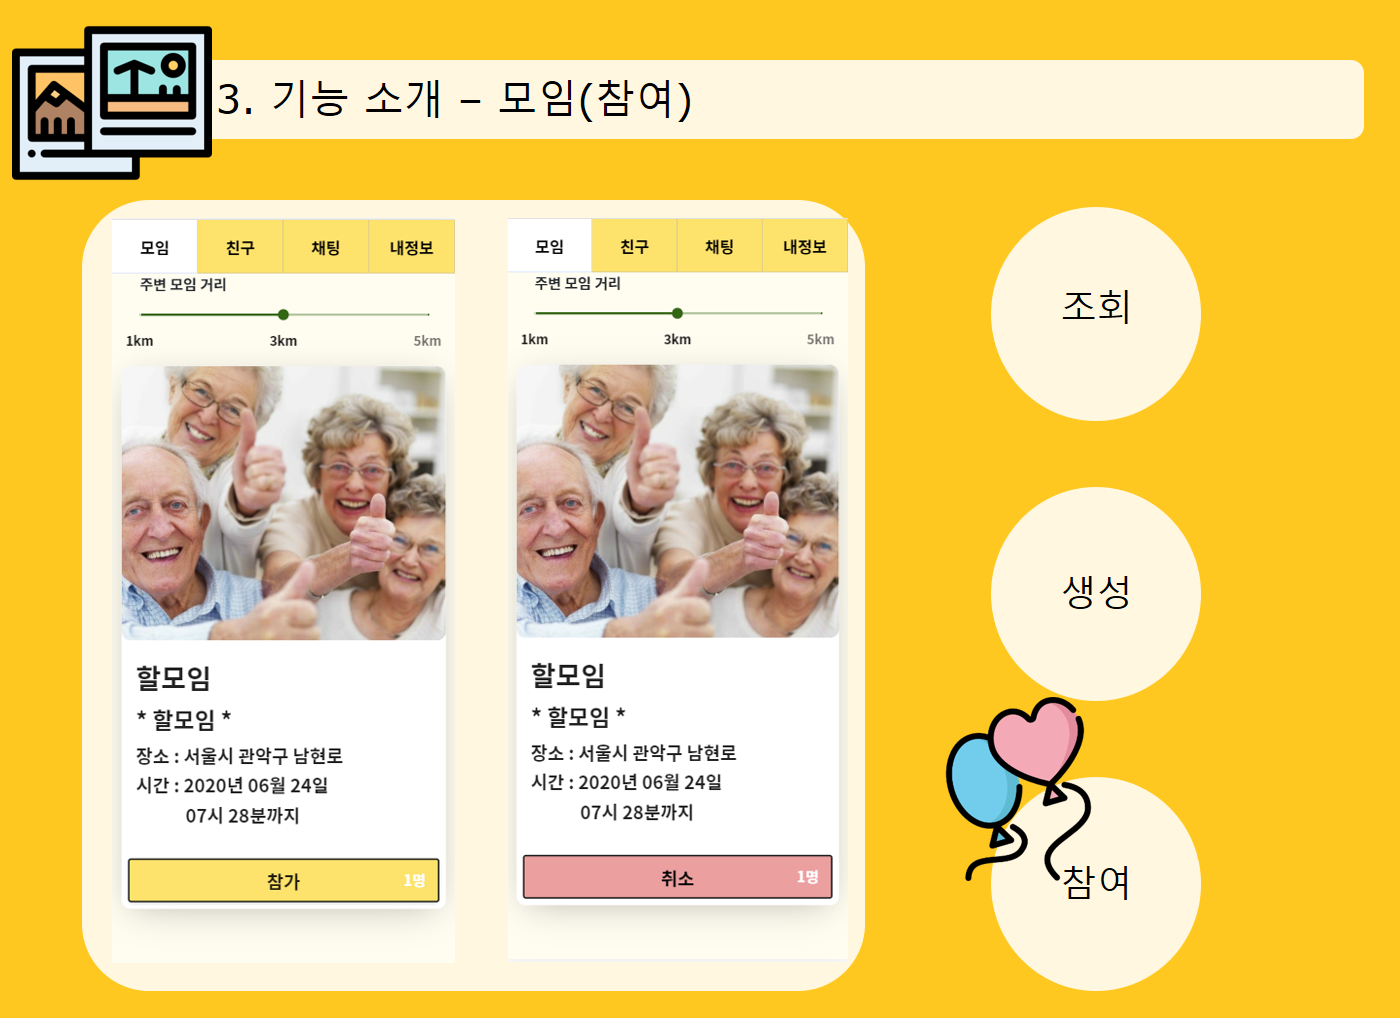 3. 기능 소개 – 모임(참여)
모임 친구 채팅 내정보
주변 모임 거리
1km 3km 5km
할모임
* 할모임 *
장소 : 서울시 관악구 남현로
시간 : 2020년 06월 24일
07시 28분까지
참가 1명
모임 친구 채팅 내정보
주변 모임 거리
1km 3km 5km
할모임
* 할모임 *
장소 : 서울시 관악구 남현로
시간 : 2020년 06월 24일
07시 28분까지
취소 1명
조회
생성
참여